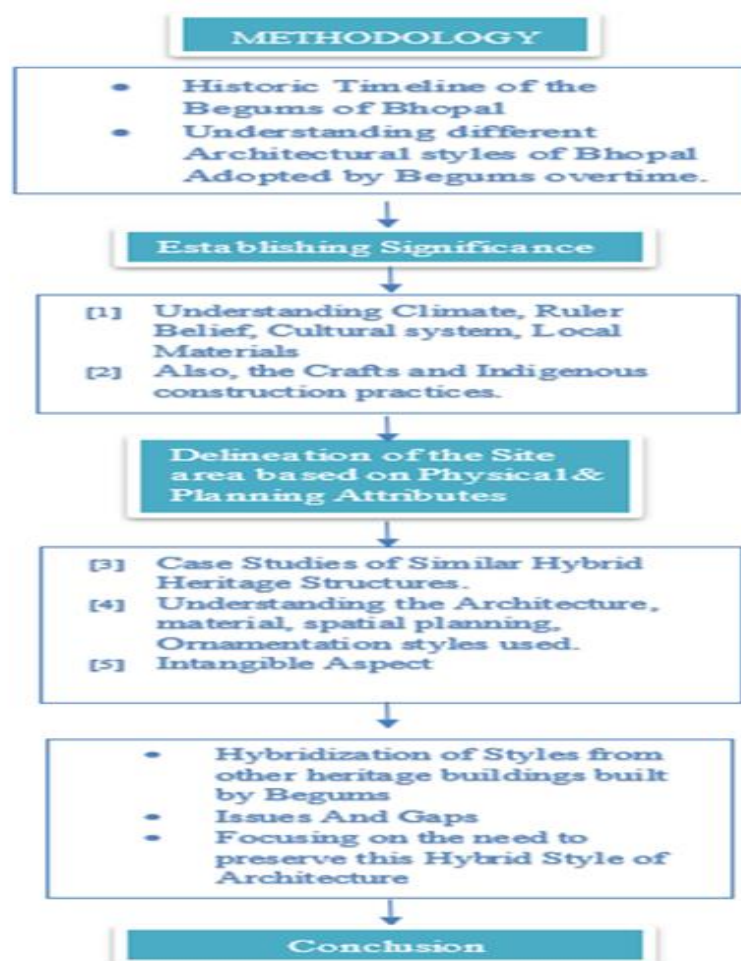 METHODOLOGY
• Historic Timeline of the
Begums of Bhopal
• Understanding different
Architectural styles of Bhopal
Adopted by Begums overtime.
Establishing Significance
[1] Understanding Climate, Ruler
Belief, Cultural system, Local
Materials
[2] Also, the Crafts and Indigenous
construction practices.
Delineation of the Site
area based on Physical &
Planning Attributes
[3] Case Studies of Similar Hybrid
Heritage Structures.
[4] Understanding the Architecture,
material, spatial planning,
Ornamentation styles used.
[5] Intangible Aspect
• Hybridization of Styles from
other heritage buildings built
by Begums
• Issues And Gaps
• Focusing on the need to
preserve this Hybrid Style of
Architecture
Conclusion